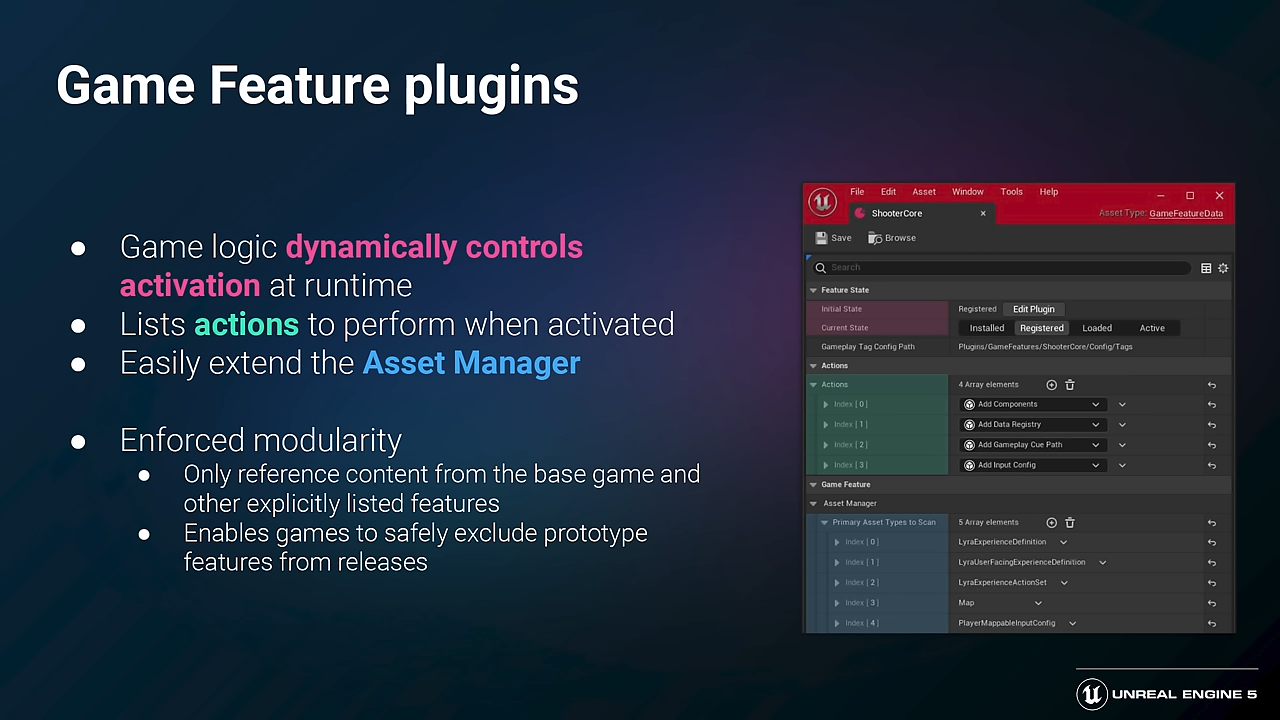 Game Feature plugins
● Game logic dynamically controls
activation at runtime
● Lists actions to perform when activated
● Easily extend the Asset Manager
● Enforced modularity
● Only reference content from the base game and
other explicitly listed features
● Enables games to safely exclude prototype
features from releases
File Edit Asset Window Tools Help
ShooterCore
Asset Type: GameFeatureData
Save Browse
Search
Feature State
Initial State Registered Edit Plugin
Current State Installed Registered Loaded Active
Gameplay Tag Config Path Plugins/GameFeatures/ShooterCore/Config/Tags
Actions
Actions 4 Array elements
Index [ 0 ] Add Components
Index [ 1 ] Add Data Registry
Index [ 2 ] Add Gameplay Cue Path
Index [ 3 ] Add Input Config
Game Feature
Asset Manager
Primary Asset Types to Scan 5 Array elements
Index [ 0 ] LyraExperienceDefinition
Index [ 1 ] LyraUserFacingExperienceDefinition
Index [ 2 ] LyraExperienceActionSet
Index [ 3 ] Map
Index [ 4 ] PlayerMappableInputConfig
UNREAL ENGINE 5